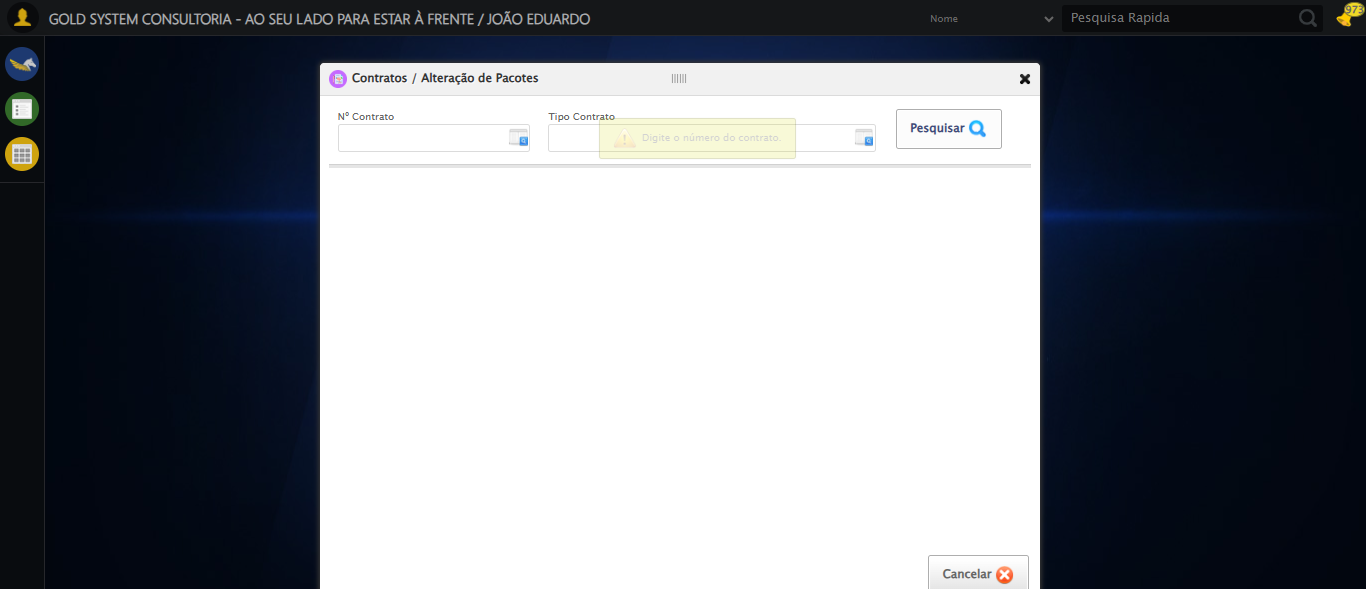 GOLD SYSTEM CONSULTORIA - AO SEU LADO PARA ESTAR À FRENTE / JOÃO EDUARDO
Nome
Pesquisa Rapida
973
Contratos / Alteração de Pacotes
Nº Contrato
Tipo Contrato
Pesquisar
Digite o número do contrato.
Cancelar